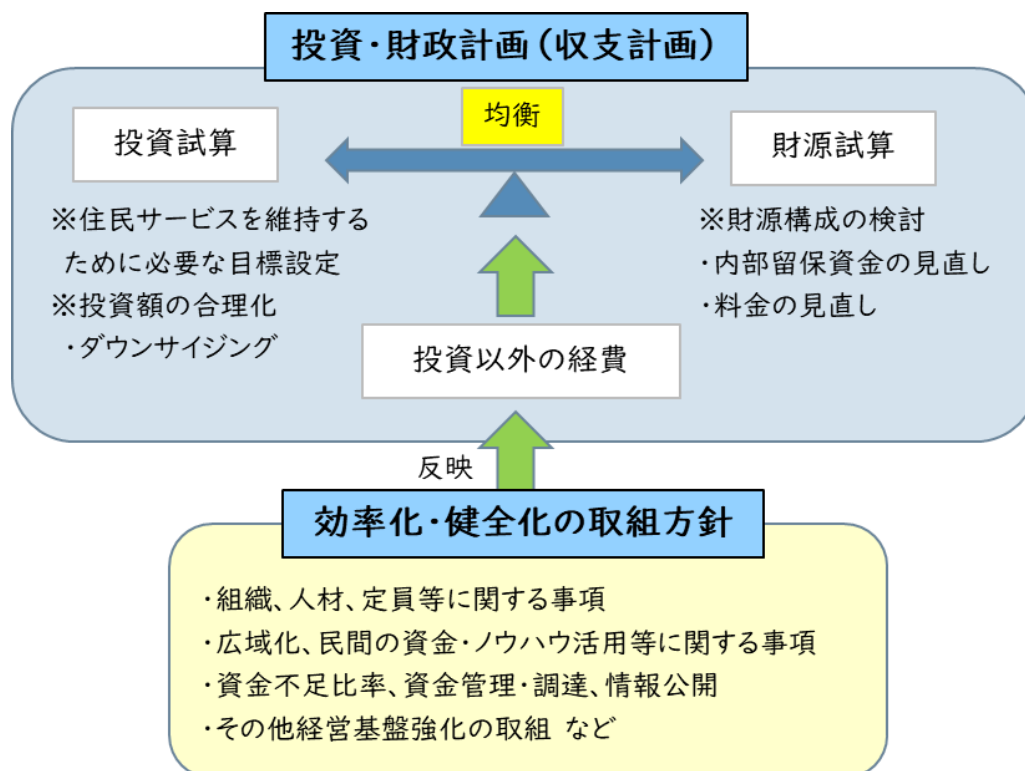 投資・財政計画(収支計画)
均衡
投資試算
財源試算
※住民サービスを維持する
ために必要な目標設定
※投資額の合理化
・ダウンサイジング
※財源構成の検討
・内部留保資金の見直し
・料金の見直し
投資以外の経費
反映
効率化・健全化の取組方針
・組織、人材、定員等に関する事項
・広域化、民間の資金・ノウハウ活用等に関する事項
・資金不足比率、資金管理・調達、情報公開
・その他経営基盤強化の取組 など